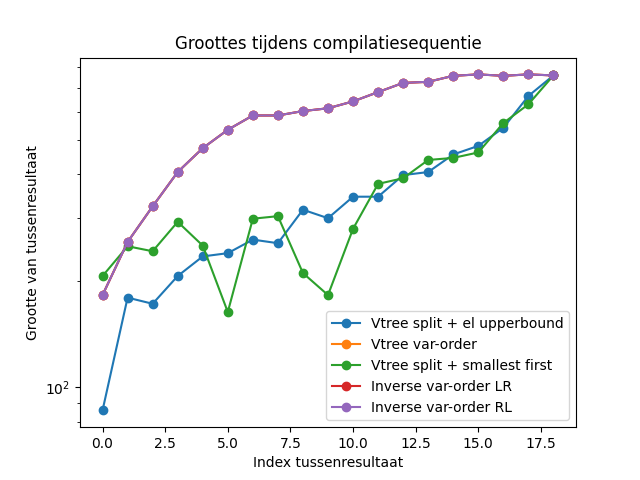 Groottes tijdens compilatiesequentie
Grootte van tussenresultaat
10²
Vtree split + el upperbound
Vtree var-order
Vtree split + smallest first
Inverse var-order LR
Inverse var-order RL
0.0 2.5 5.0 7.5 10.0 12.5 15.0 17.5
Index tussenresultaat